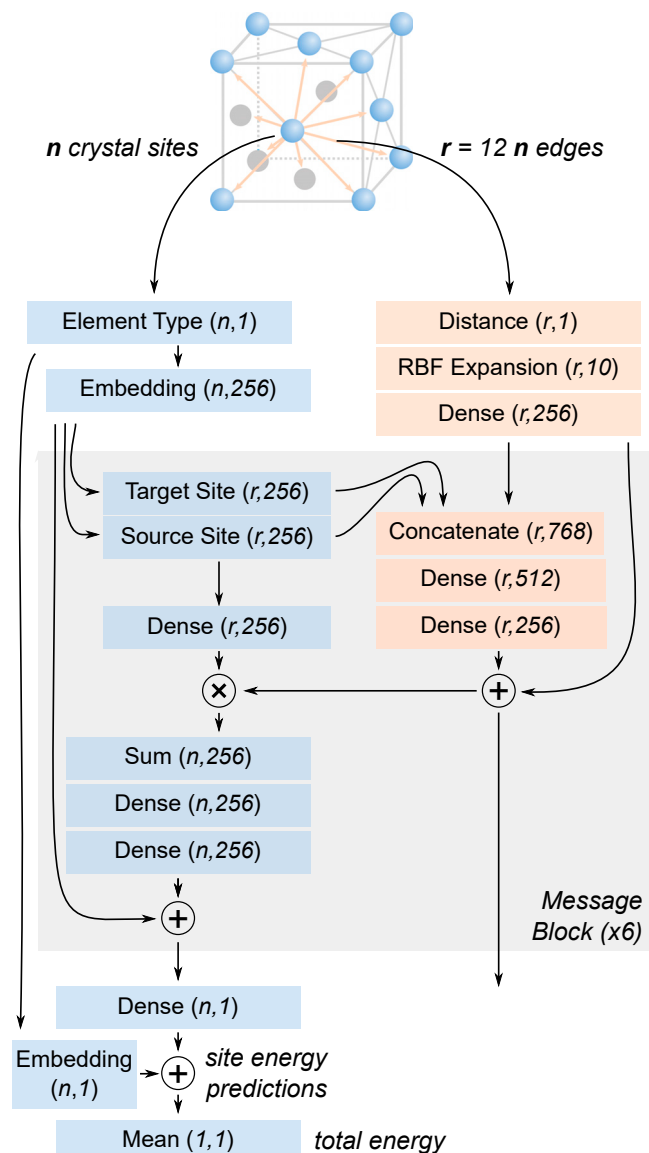 n crystal sites
r = 12 n edges
Element Type (n,1)
Distance (r,1)
RBF Expansion (r,10)
Embedding (n,256)
Dense (r,256)
Target Site (r,256)
Source Site (r,256)
Concatenate (r,768)
Dense (r,512)
Dense (r,256)
Dense (r,256)
×
+
Sum (n,256)
Dense (n,256)
Dense (n,256)
+
Message
Block (x6)
Dense (n,1)
Embedding
(n,1)
+
site energy
predictions
Mean (1,1)
total energy